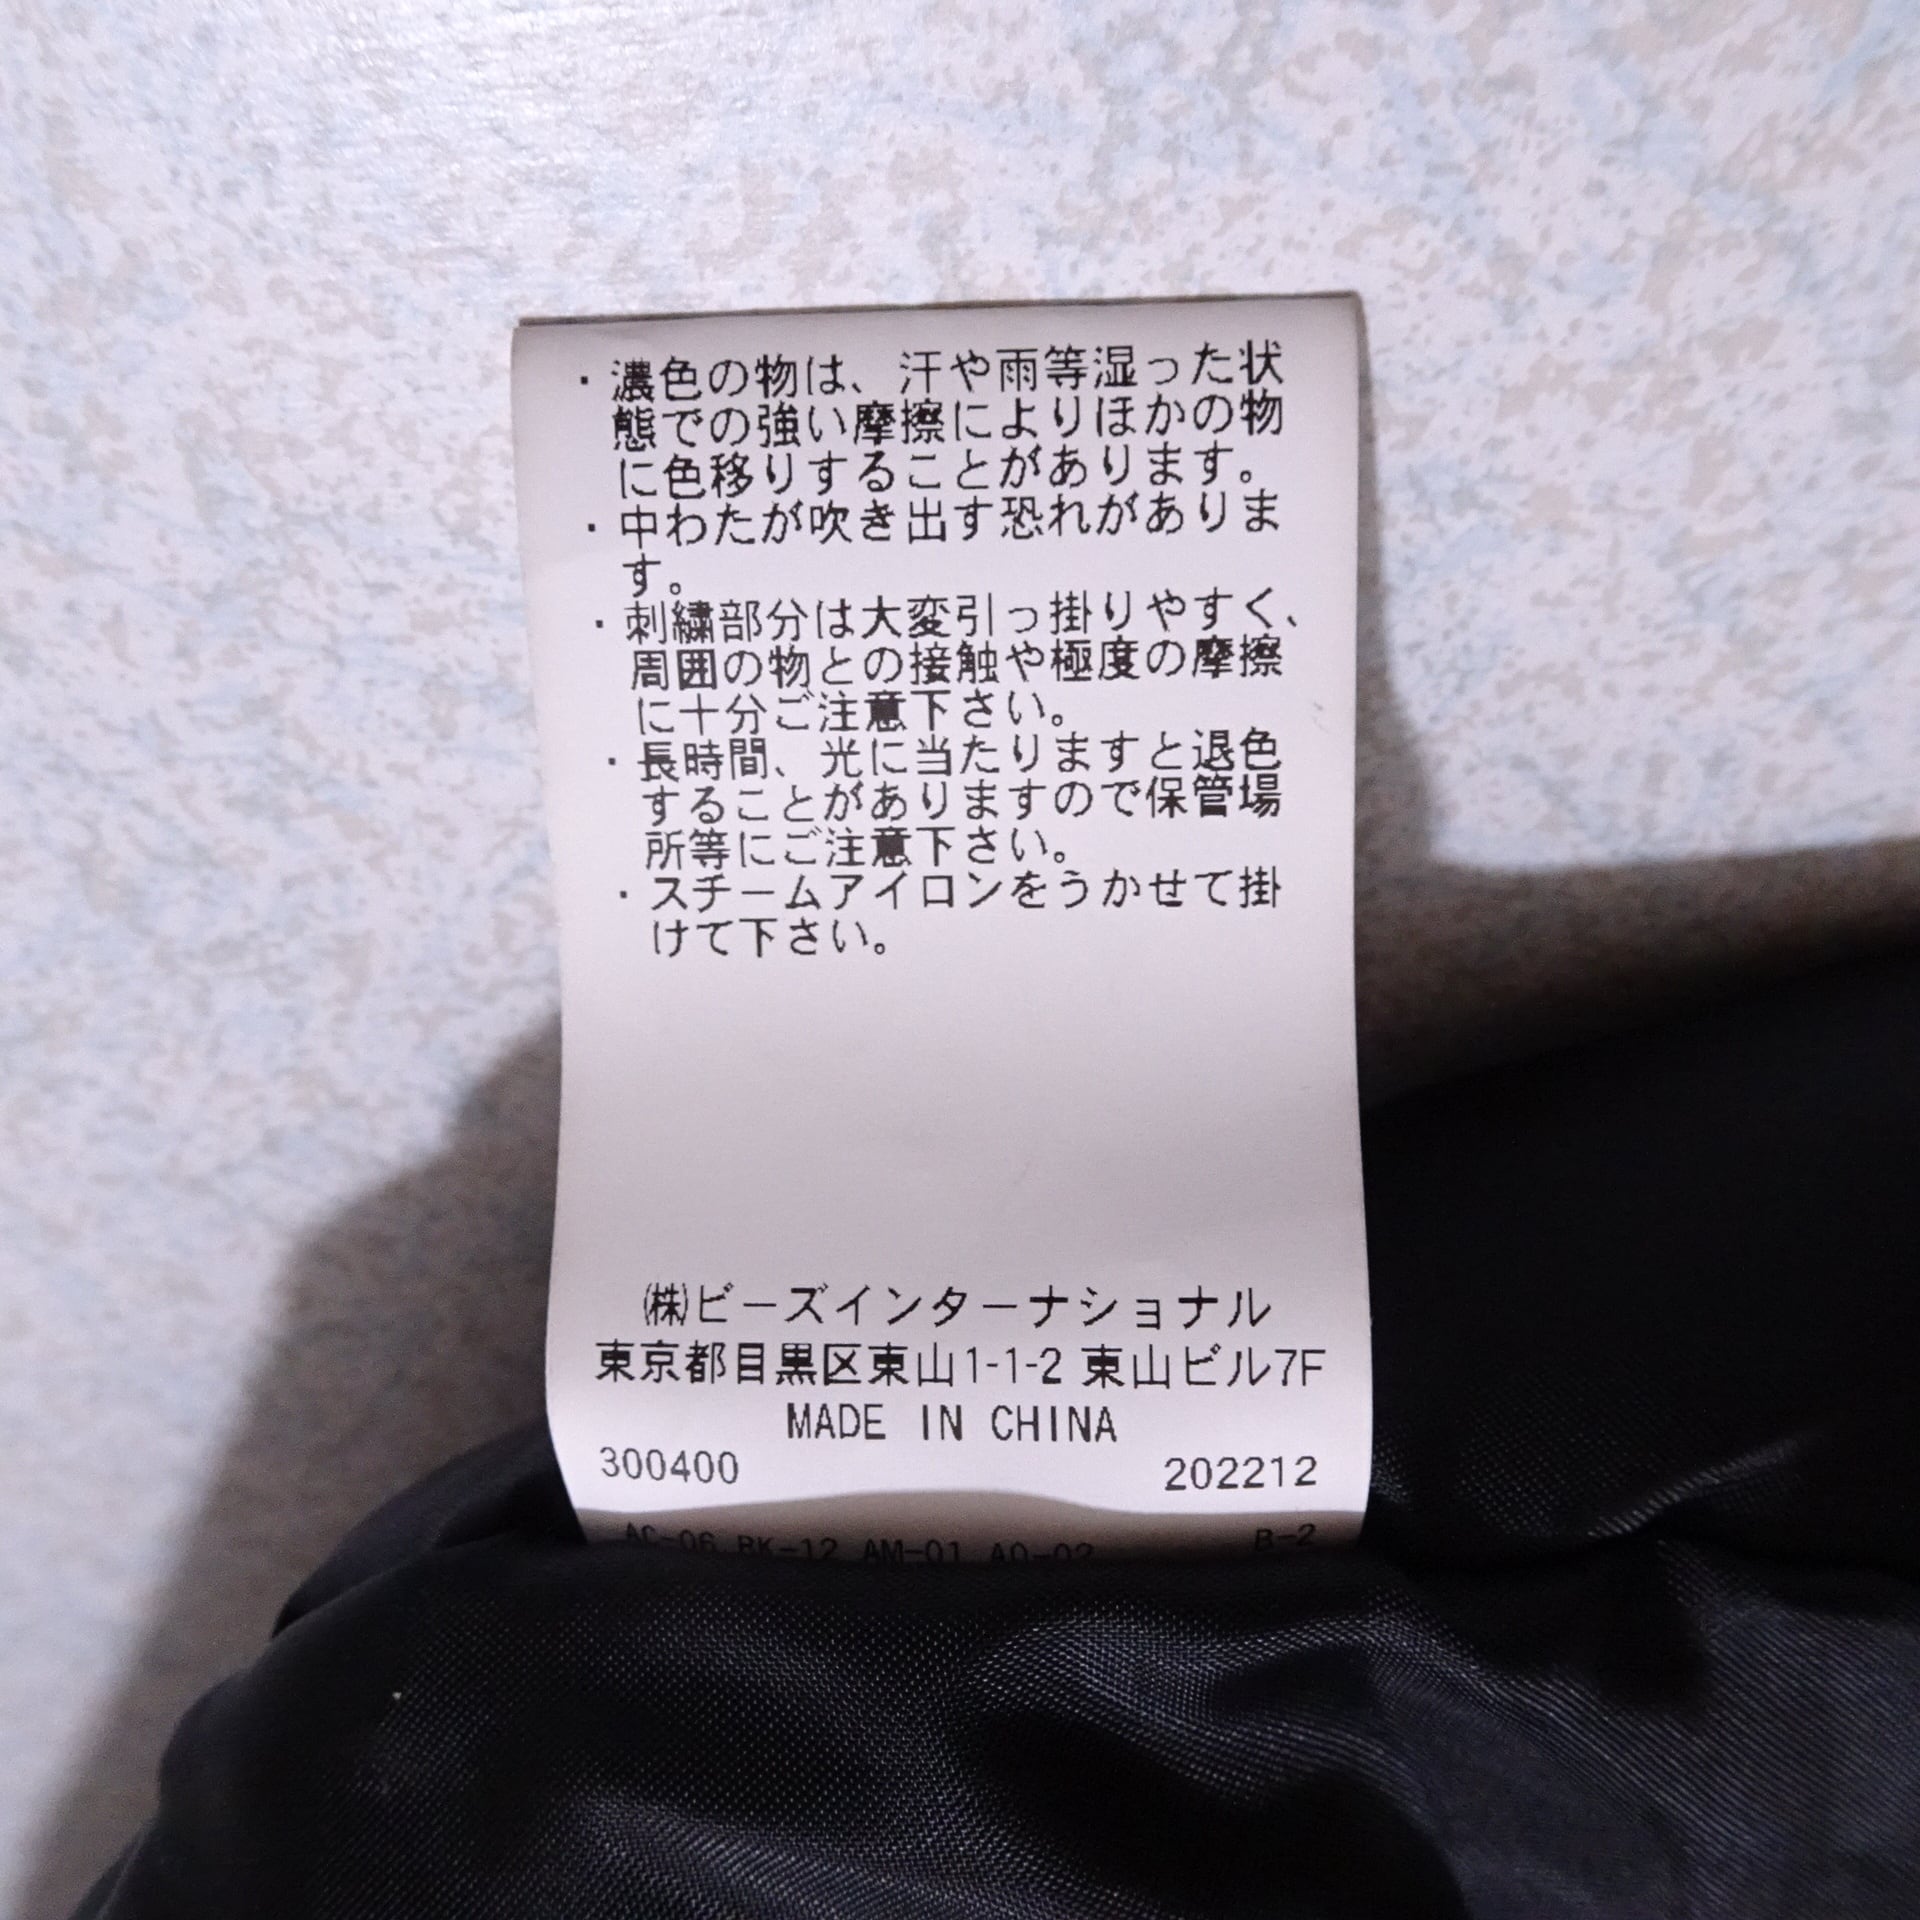 ・濃色の物は、汗や雨等湿った状
態での強い摩擦によりほかの物
に色移りすることがあります。
・中わたが吹き出す恐れがありま
す。
・刺繍部分は大変引っ掛りやすく、
周囲の物との接触や極度の摩擦
に十分ご注意下さい。
・長時間、光に当たりますと退色
することがありますので保管場
所等にご注意下さい。
・スチームアイロンをうかせて掛
けて下さい。
㈱ビーズインターナショナル
東京都目黒区東山1-1-2 東山ビル7F
MADE IN CHINA
300400 202212
AC-06 BK-12 AM-01 AO-02 B-2